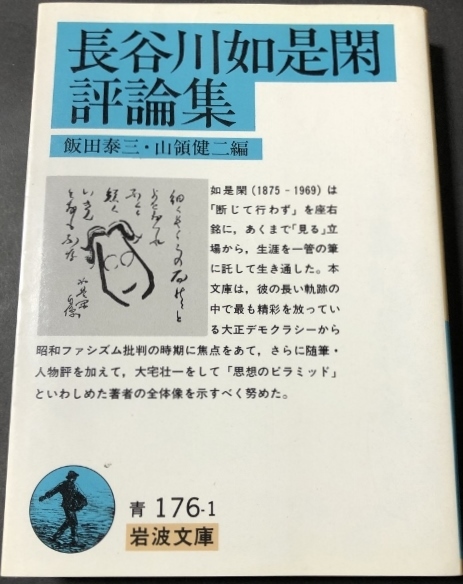 長谷川如是閑
評論集
飯田泰三・山領健二編
如是閑(1875－1969)は
「断じて行わず」を座右
銘に，あくまで「見る」立
場から，生涯を一管の筆
に託して生き通した。本
文庫は，彼の長い軌跡の
中で最も精彩を放ってい
る大正デモクラシーから
昭和ファシズム批判の時期に焦点をあて，さらに随筆・
人物評を加えて，大宅壮一をして「思想のピラミッド」
といわしめた著者の全体像を示すべく努めた。
青 176-1
岩波文庫